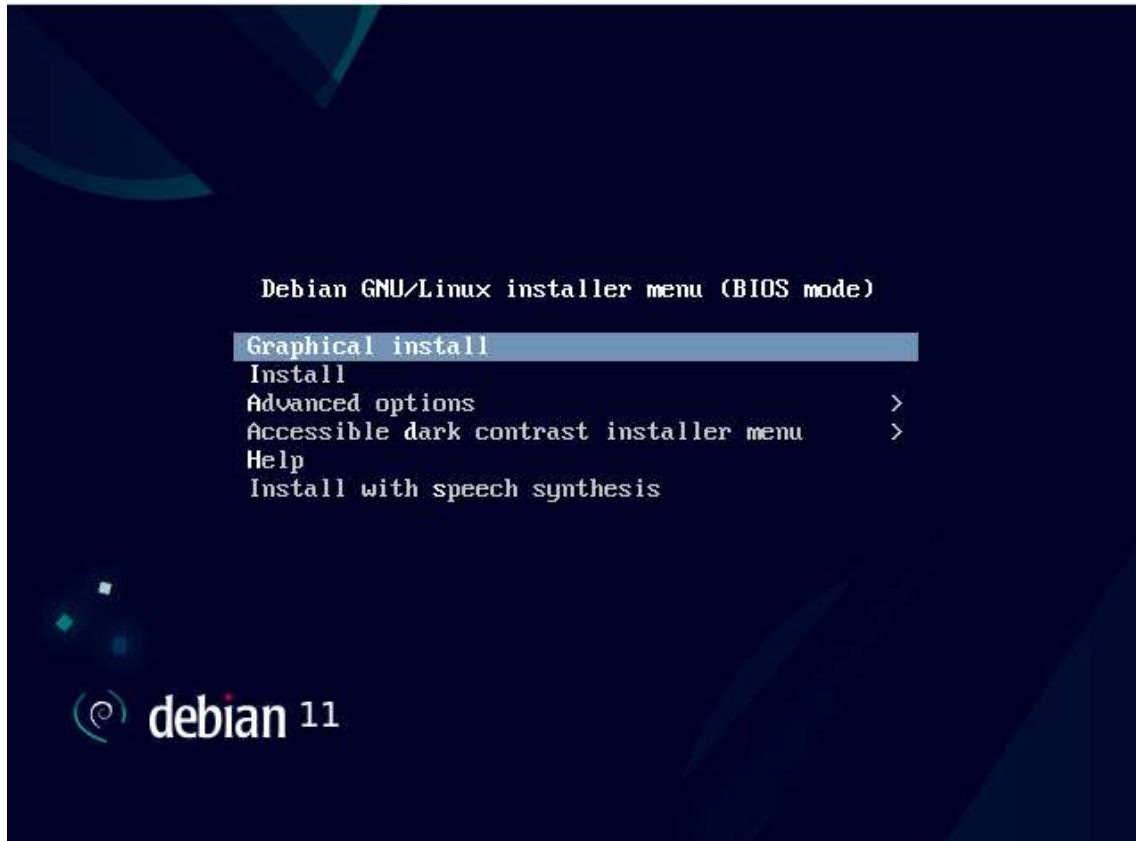 Debian GNU/Linux installer menu (BIOS mode)
Graphical install
Install
Advanced options >
Accessible dark contrast installer menu >
Help
Install with speech synthesis
debian 11